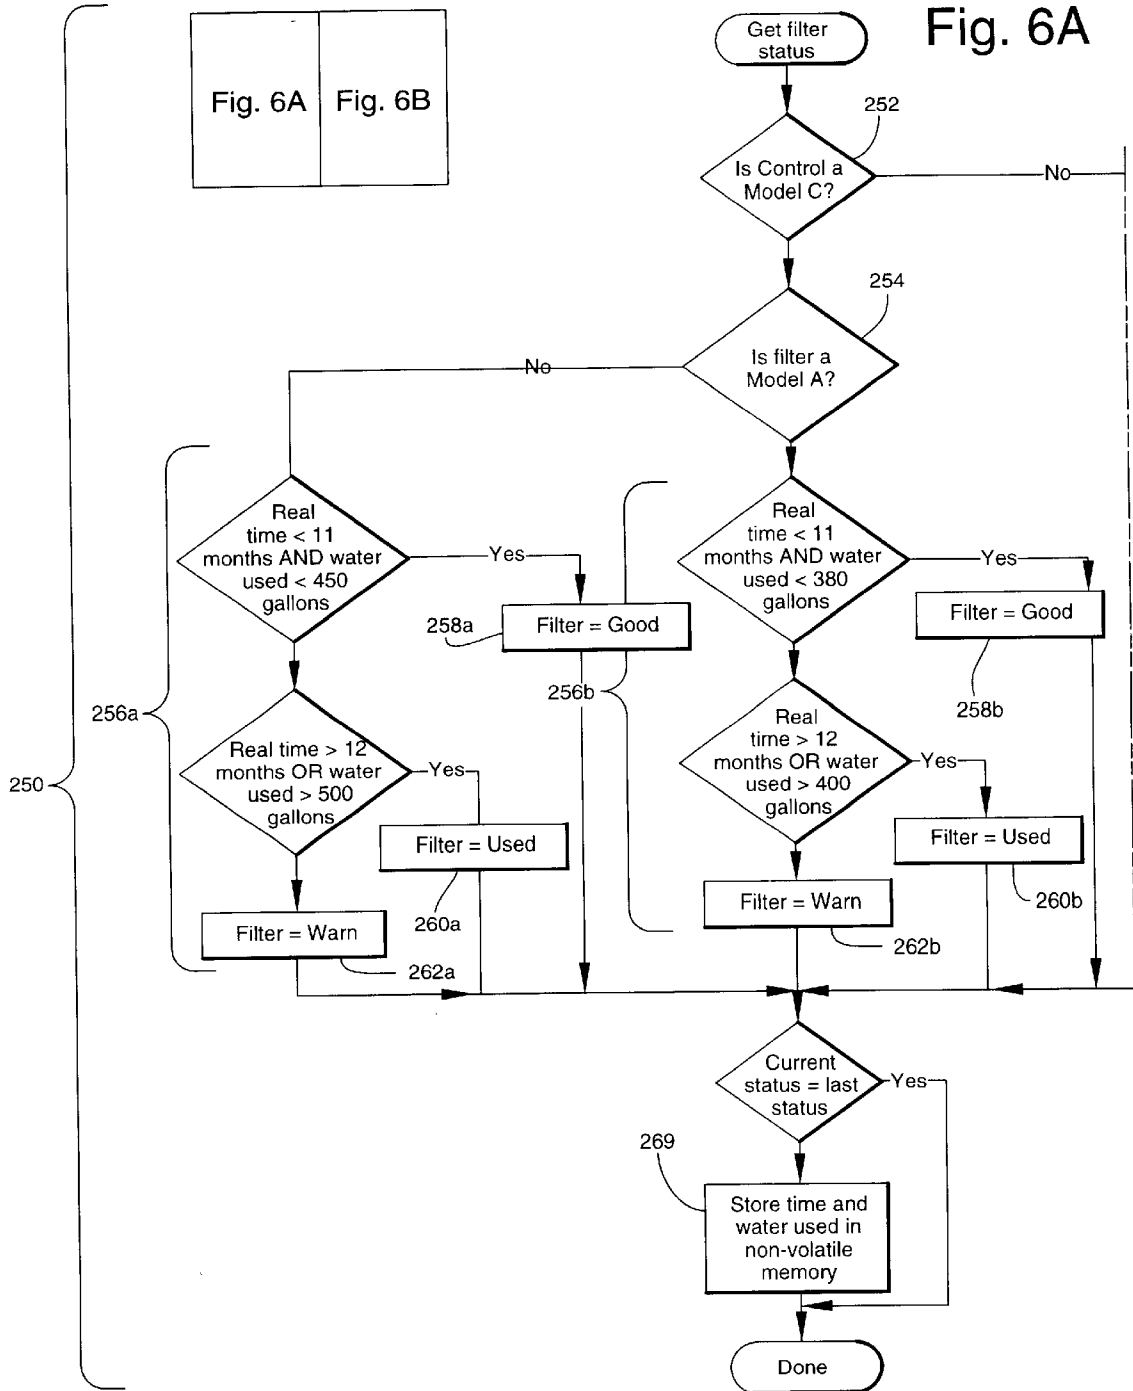 Fig. 6A
Get filter
status
Fig. 6A
Fig. 6B
252
Is Control a
Model C?
No
254
Is filter a
Model A?
No
Real
time < 11
months AND water
used < 450
gallons
Yes
258a
Filter = Good
Real
time < 11
months AND water
used < 380
gallons
Yes
Filter = Good
258b
256a
256b
250
Real time > 12
months OR water
used > 500
gallons
Yes
Filter = Used
260a
Filter = Warn
262a
Real
time > 12
months OR water
used > 400
gallons
Yes
Filter = Used
260b
Filter = Warn
262b
Current
status = last
status
Yes
269
Store time and
water used in
non-volatile
memory
Done